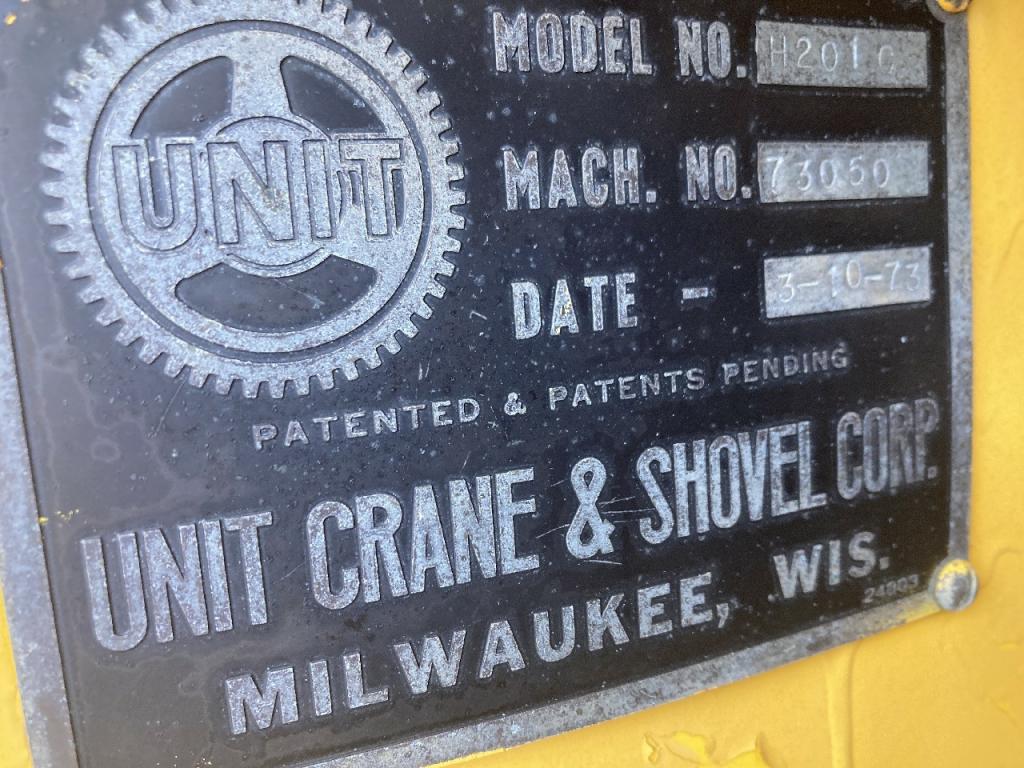 UNIT
MODEL NO. H201C
MACH. NO. 73050
DATE - 3-10-73
PATENTED & PATENTS PENDING
UNIT CRANE & SHOVEL CORP.
MILWAUKEE, WIS.
24903